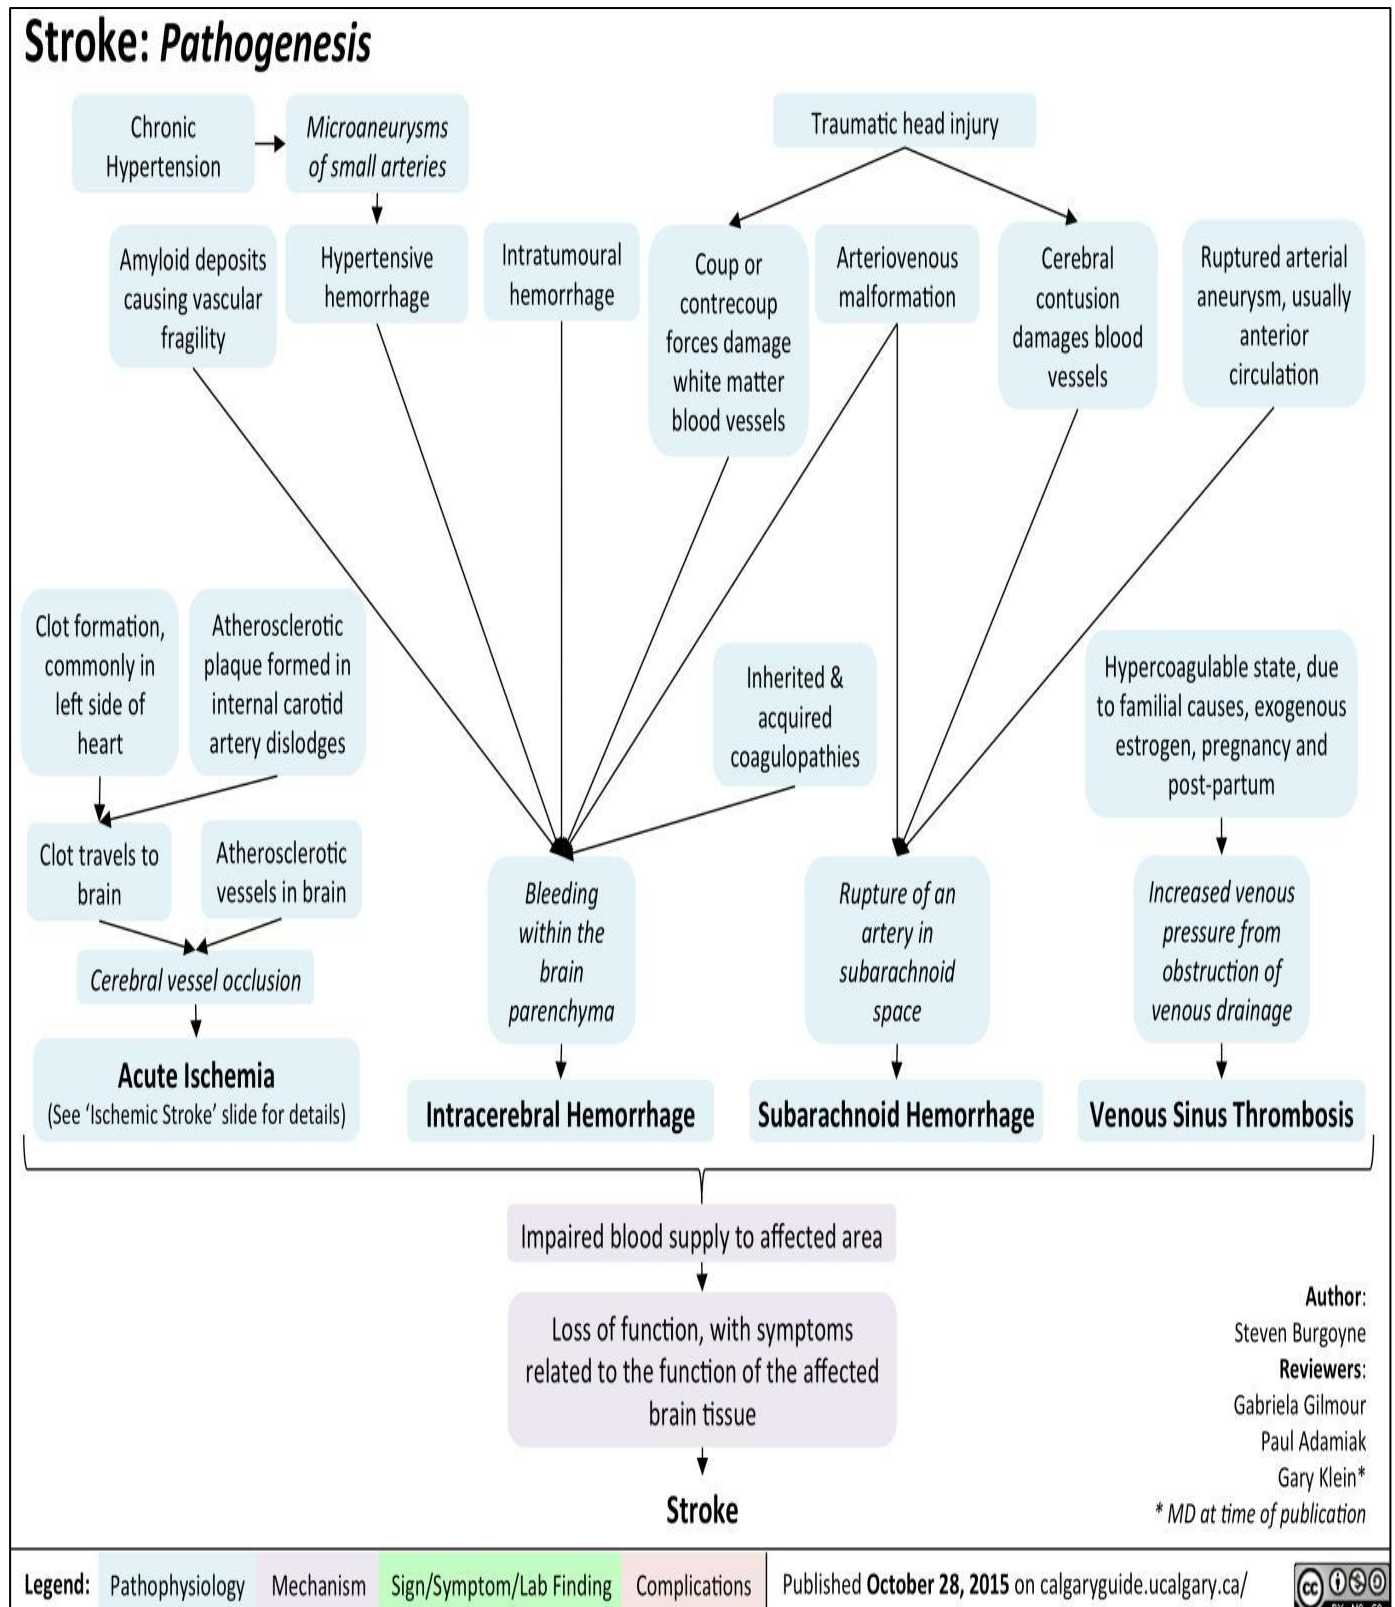 Stroke: Pathogenesis
Chronic
Hypertension
Microaneurysms
of small arteries
Traumatic head injury
Amyloid deposits
causing vascular
fragility
Hypertensive
hemorrhage
Intratumoural
hemorrhage
Coup or
contrecoup
forces damage
white matter
blood vessels
Arteriovenous
malformation
Cerebral
contusion
damages blood
vessels
Ruptured arterial
aneurysm, usually
anterior
circulation
Clot formation,
commonly in
left side of
heart
Atherosclerotic
plaque formed in
internal carotid
artery dislodges
Inherited &
acquired
coagulopathies
Hypercoagulable state, due
to familial causes, exogenous
estrogen, pregnancy and
post-partum
Clot travels to
brain
Atherosclerotic
vessels in brain
Cerebral vessel occlusion
Bleeding
within the
brain
parenchyma
Rupture of an
artery in
subarachnoid
space
Increased venous
pressure from
obstruction of
venous drainage
Acute Ischemia
(See ‘Ischemic Stroke’ slide for details)
Intracerebral Hemorrhage
Subarachnoid Hemorrhage
Venous Sinus Thrombosis
Impaired blood supply to affected area
Loss of function, with symptoms
related to the function of the affected
brain tissue
Stroke
Author:
Steven Burgoyne
Reviewers:
Gabriela Gilmour
Paul Adamiak
Gary Klein*
* MD at time of publication
Legend: Pathophysiology Mechanism Sign/Symptom/Lab Finding Complications Published October 28, 2015 on calgaryguide.ucalgary.ca/
cc